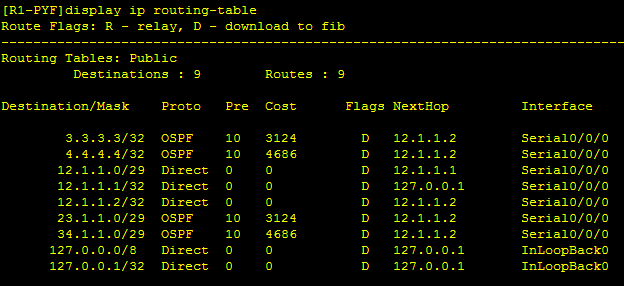 [R1-PYF]display ip routing-table
Route Flags: R - relay, D - download to fib
------------------------------------------------------------------------------
Routing Tables: Public
         Destinations : 9        Routes : 9

Destination/Mask    Proto   Pre  Cost      Flags NextHop         Interface

        3.3.3.3/32  OSPF    10   3124        D   12.1.1.2        Serial0/0/0
        4.4.4.4/32  OSPF    10   4686        D   12.1.1.2        Serial0/0/0
       12.1.1.0/29  Direct  0    0           D   12.1.1.1        Serial0/0/0
       12.1.1.1/32  Direct  0    0           D   127.0.0.1       Serial0/0/0
       12.1.1.2/32  Direct  0    0           D   12.1.1.2        Serial0/0/0
       23.1.1.0/29  OSPF    10   3124        D   12.1.1.2        Serial0/0/0
       34.1.1.0/29  OSPF    10   4686        D   12.1.1.2        Serial0/0/0
      127.0.0.0/8   Direct  0    0           D   127.0.0.1       InLoopBack0
      127.0.0.1/32  Direct  0    0           D   127.0.0.1       InLoopBack0